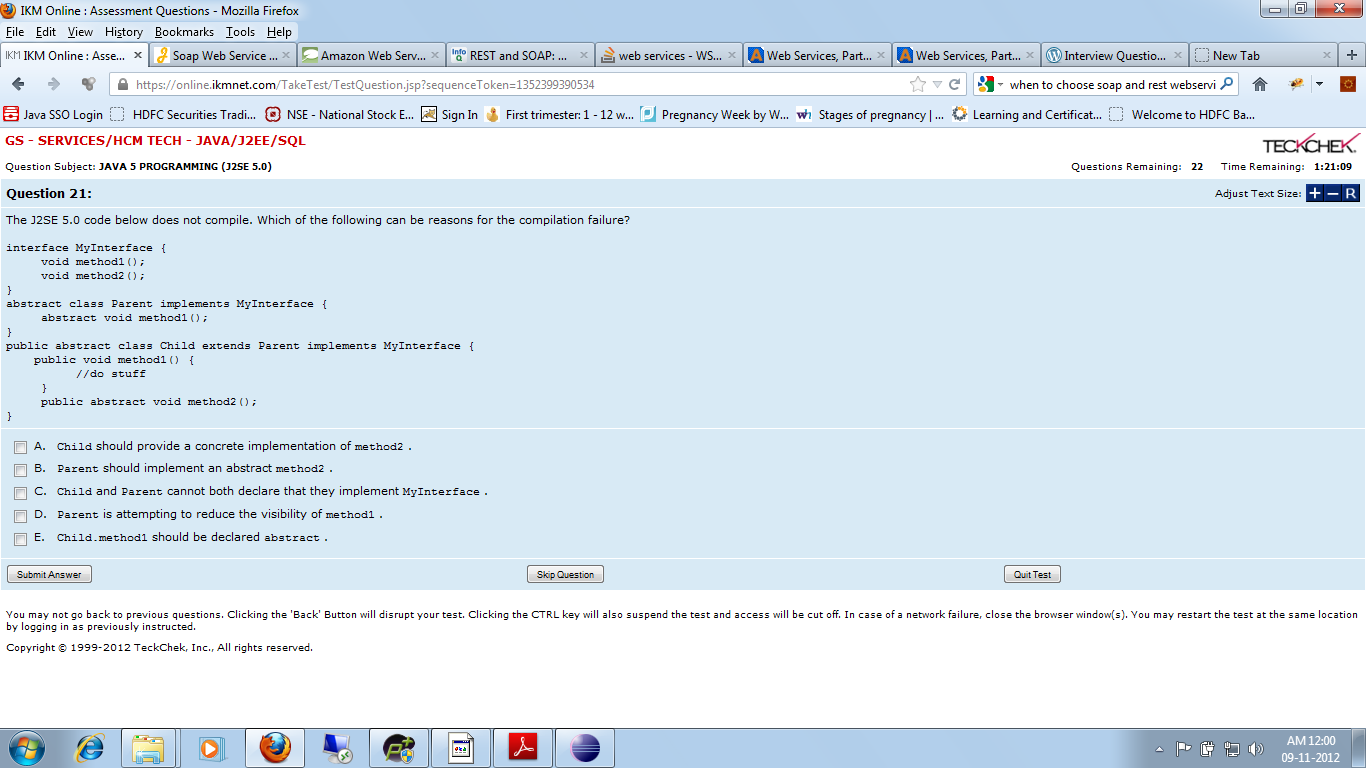 IKM Online : Assessment Questions - Mozilla Firefox
File Edit View History Bookmarks Tools Help
IKM IKM Online : Asse... Soap Web Service ... Amazon Web Serv... Info Q REST and SOAP: ... web services - WS... Web Services, Part... Web Services, Part... Interview Questio... New Tab
https://online.ikmnet.com/TakeTest/TestQuestion.jsp?sequenceToken=1352399390534 when to choose soap and rest webservi
Java SSO Login HDFC Securities Tradi... NSE - National Stock E... Sign In First trimester: 1 - 12 w... Pregnancy Week by W... Stages of pregnancy | ... Learning and Certificat... Welcome to HDFC Ba...
GS - SERVICES/HCM TECH - JAVA/J2EE/SQL
TECKCHEK
Question Subject: JAVA 5 PROGRAMMING (J2SE 5.0) Questions Remaining: 22 Time Remaining: 1:21:09
Question 21: Adjust Text Size: + − R
The J2SE 5.0 code below does not compile. Which of the following can be reasons for the compilation failure?
interface MyInterface {
void method1();
void method2();
}
abstract class Parent implements MyInterface {
abstract void method1();
}
public abstract class Child extends Parent implements MyInterface {
public void method1() {
//do stuff
}
public abstract void method2();
}
A. Child should provide a concrete implementation of method2 .
B. Parent should implement an abstract method2 .
C. Child and Parent cannot both declare that they implement MyInterface .
D. Parent is attempting to reduce the visibility of method1 .
E. Child.method1 should be declared abstract .
Submit Answer Skip Question Quit Test
You may not go back to previous questions. Clicking the 'Back' Button will disrupt your test. Clicking the CTRL key will also suspend the test and access will be cut off. In case of a network failure, close the browser window(s). You may restart the test at the same location
by logging in as previously instructed.
Copyright © 1999-2012 TeckChek, Inc., All rights reserved.
AM 12:00
09-11-2012